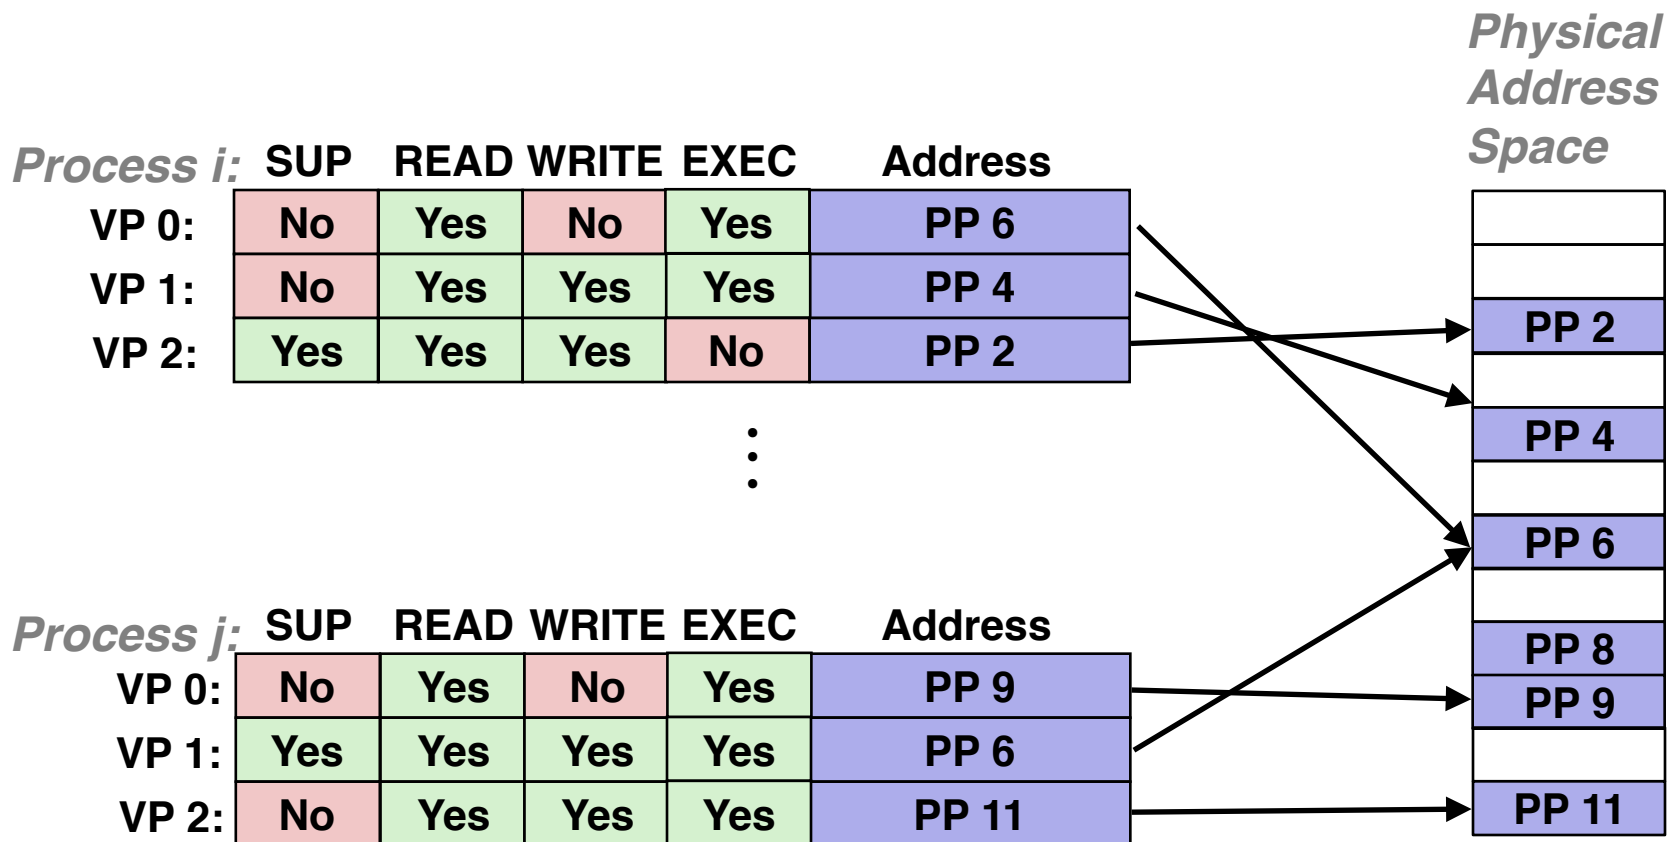 Physical
Address
Space
Process i: SUP READ WRITE EXEC Address
VP 0: No Yes No Yes PP 6
VP 1: No Yes Yes Yes PP 4
VP 2: Yes Yes Yes No PP 2
PP 2
PP 4
PP 6
PP 8
PP 9
PP 11
Process j: SUP READ WRITE EXEC Address
VP 0: No Yes No Yes PP 9
VP 1: Yes Yes Yes Yes PP 6
VP 2: No Yes Yes Yes PP 11